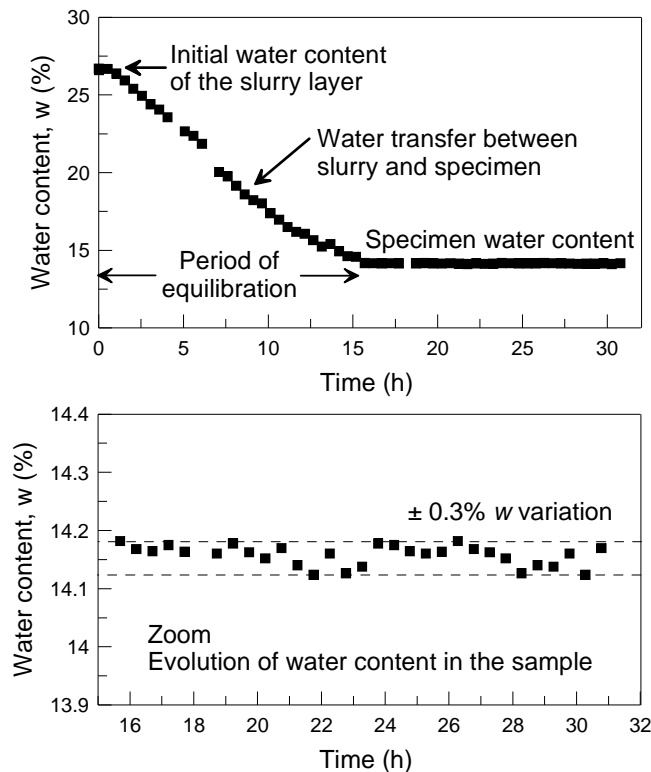 30
25
20
15
10
Water content, w (%)
Initial water content
of the slurry layer
Water transfer between
slurry and specimen
Specimen water content
Period of
equilibration
0 5 10 15 20 25 30
Time (h)
14.4
14.3
14.2
14.1
14
13.9
Water content, w (%)
± 0.3% w variation
Zoom
Evolution of water content in the sample
16 18 20 22 24 26 28 30 32
Time (h)